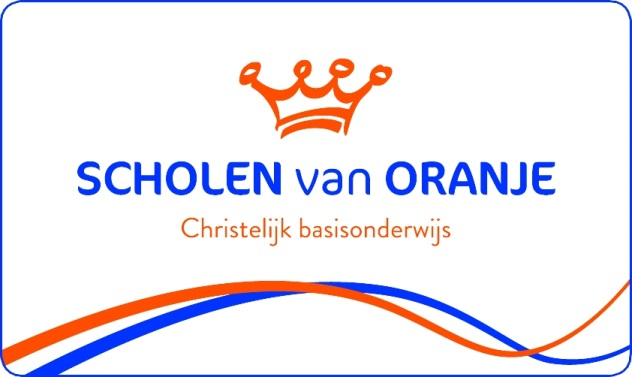 SCHOLEN van ORANJE
Christelijk basisonderwijs